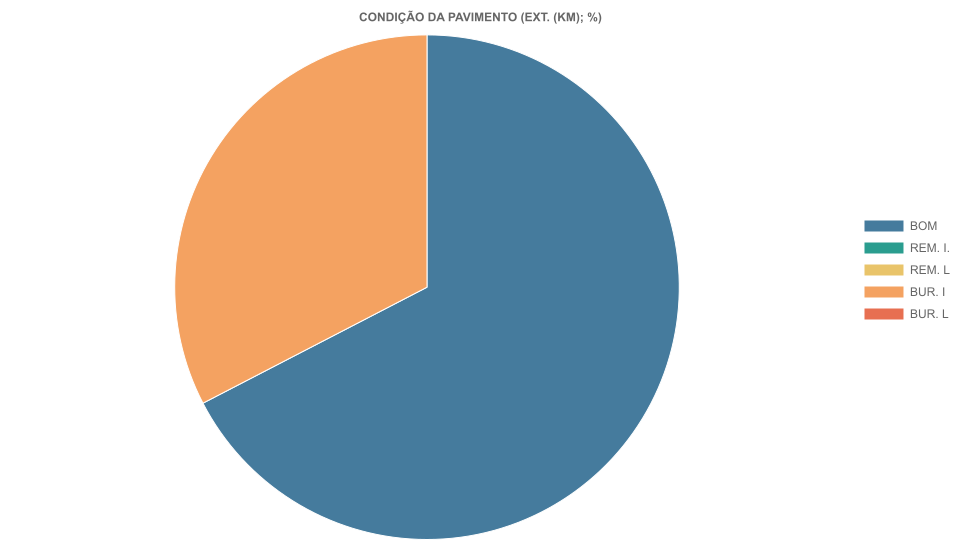 CONDIÇÃO DA PAVIMENTO (EXT. (KM); %)
BOM
REM. I.
REM. L
BUR. I
BUR. L